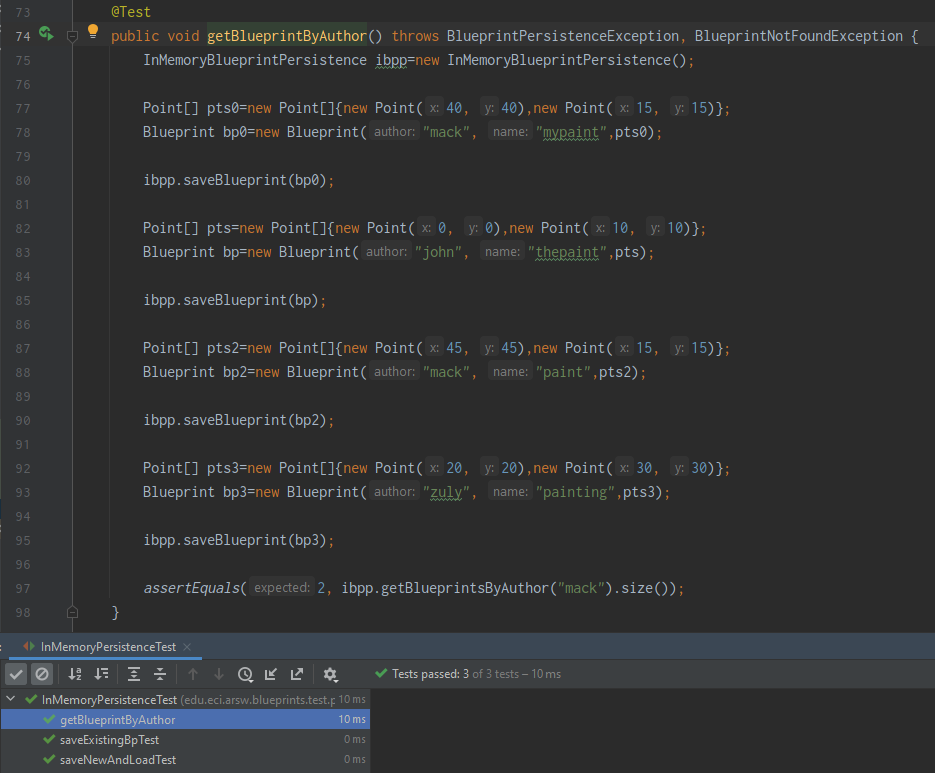 73 @Test
74 public void getBlueprintByAuthor() throws BlueprintPersistenceException, BlueprintNotFoundException {
75 InMemoryBlueprintPersistence ibpp=new InMemoryBlueprintPersistence();
76
77 Point[] pts0=new Point[]{new Point( x: 40, y: 40),new Point( x: 15, y: 15)};
78 Blueprint bp0=new Blueprint( author: "mack", name: "mypaint",pts0);
79
80 ibpp.saveBlueprint(bp0);
81
82 Point[] pts=new Point[]{new Point( x: 0, y: 0),new Point( x: 10, y: 10)};
83 Blueprint bp=new Blueprint( author: "john", name: "thepaint",pts);
84
85 ibpp.saveBlueprint(bp);
86
87 Point[] pts2=new Point[]{new Point( x: 45, y: 45),new Point( x: 15, y: 15)};
88 Blueprint bp2=new Blueprint( author: "mack", name: "paint",pts2);
89
90 ibpp.saveBlueprint(bp2);
91
92 Point[] pts3=new Point[]{new Point( x: 20, y: 20),new Point( x: 30, y: 30)};
93 Blueprint bp3=new Blueprint( author: "zuly", name: "painting",pts3);
94
95 ibpp.saveBlueprint(bp3);
96
97 assertEquals( expected: 2, ibpp.getBlueprintsByAuthor("mack").size());
98 }
InMemoryPersistenceTest
Tests passed: 3 of 3 tests – 10 ms
InMemoryPersistenceTest (edu.eci.arsw.blueprints.test.p 10 ms
getBlueprintByAuthor 10 ms
saveExistingBpTest 0 ms
saveNewAndLoadTest 0 ms